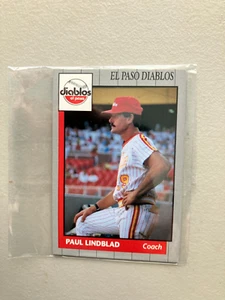 EL PASO DIABLOS
diablos
el paso
PAUL LINDBLAD
Coach